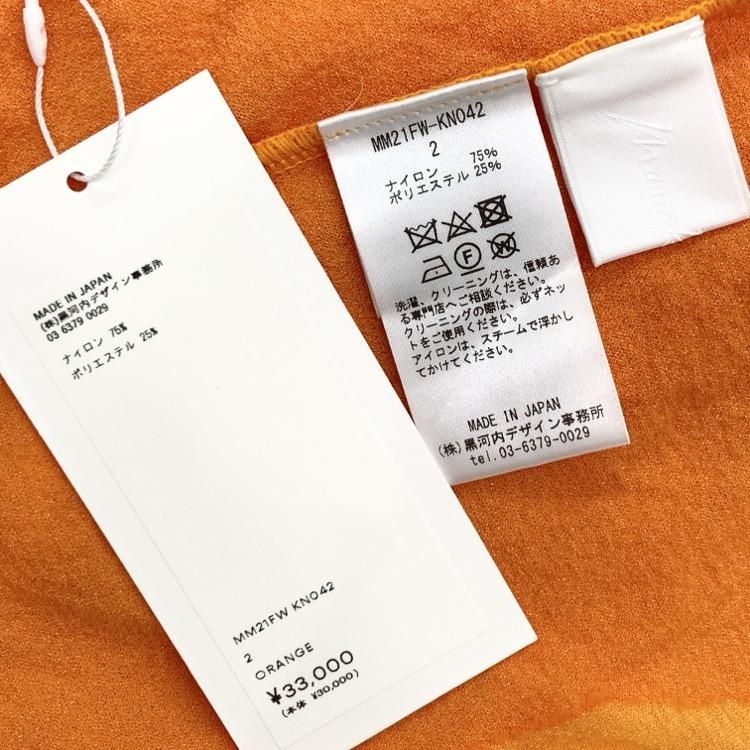 MADE IN JAPAN
(株)黒河内デザイン事務所
03 6379 0029
ナイロン 75%
ポリエステル 25%
MM21FW KN042
2
ORANGE
¥33,000
(本体 ¥30,000)
MM21FW-KN042
2
ナイロン 75%
ポリエステル 25%
F
W
洗濯、クリーニングは、信頼あ
る専門店へご相談ください。
クリーニングの際は、必ずネッ
トをご使用ください。
アイロンは、スチームで浮かし
てかけてください。
MADE IN JAPAN
(株)黒河内デザイン事務所
tel.03-6379-0029